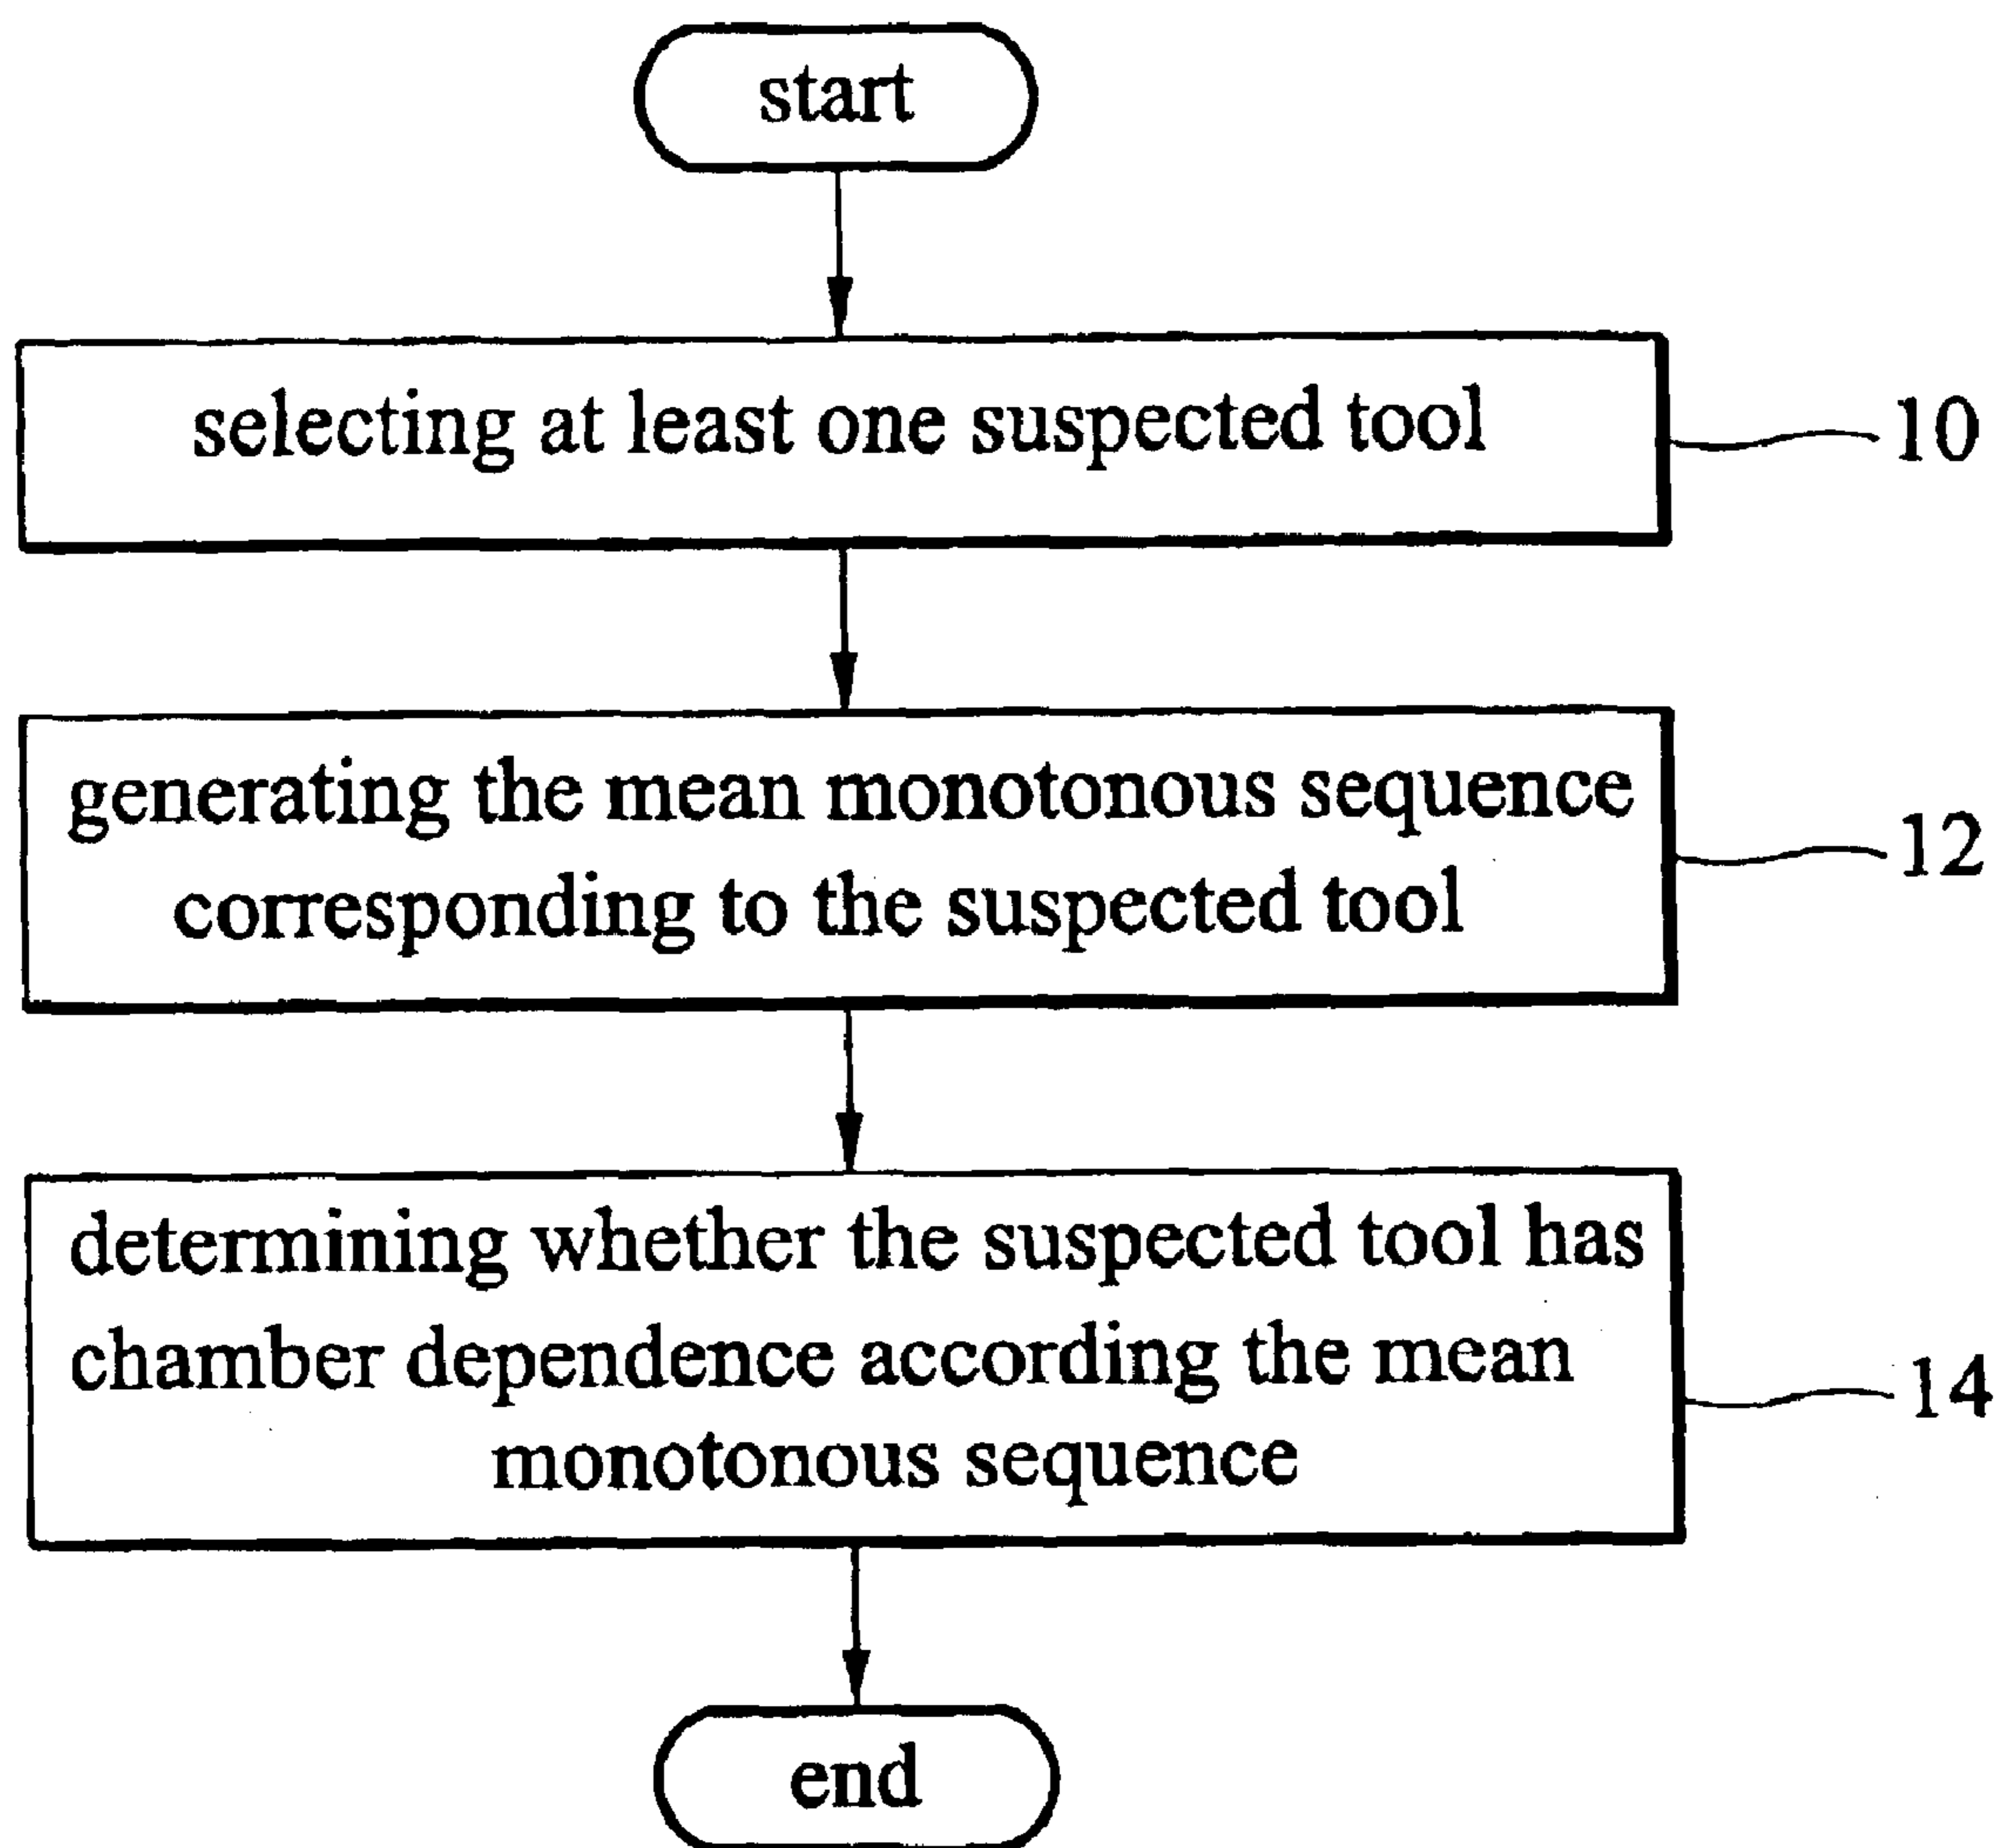 start
selecting at least one suspected tool
10
generating the mean monotonous sequence
corresponding to the suspected tool
12
determining whether the suspected tool has
chamber dependence according the mean
monotonous sequence
14
end